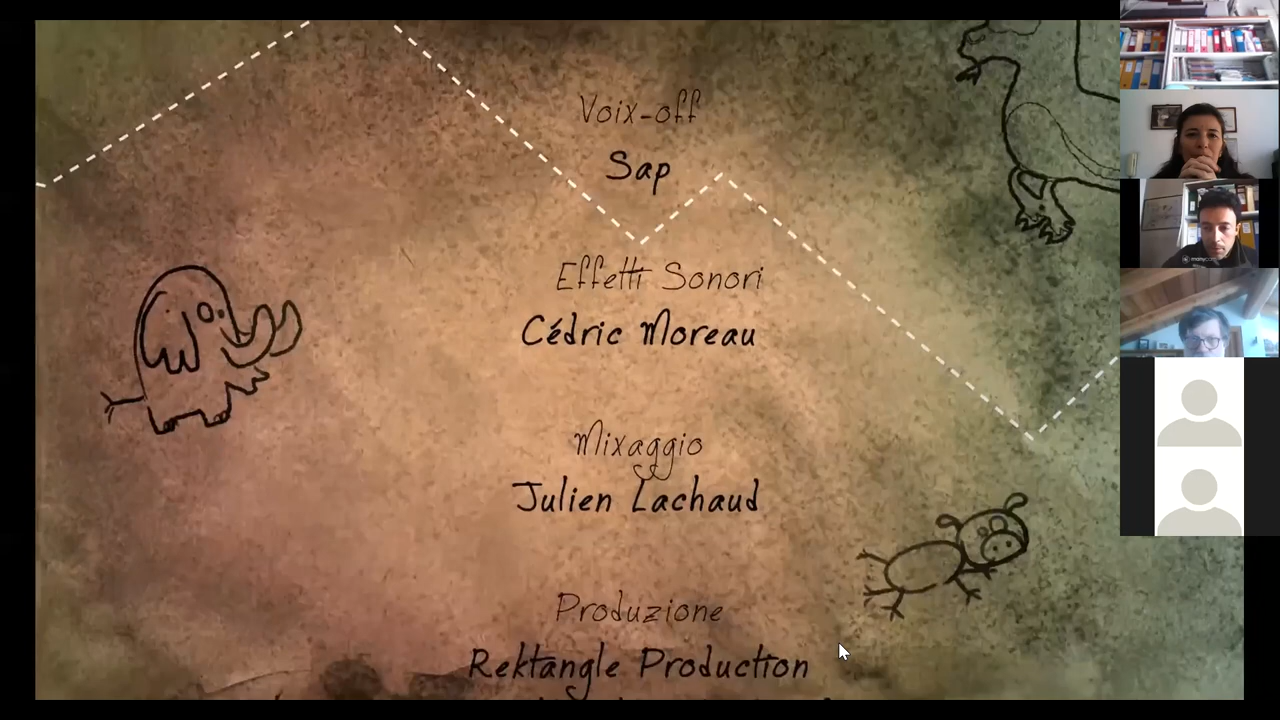 Voix-off
Sap
Effetti Sonori
Cédric Moreau
Mixaggio
Julien Lachaud
Produzione
Rektangle Production